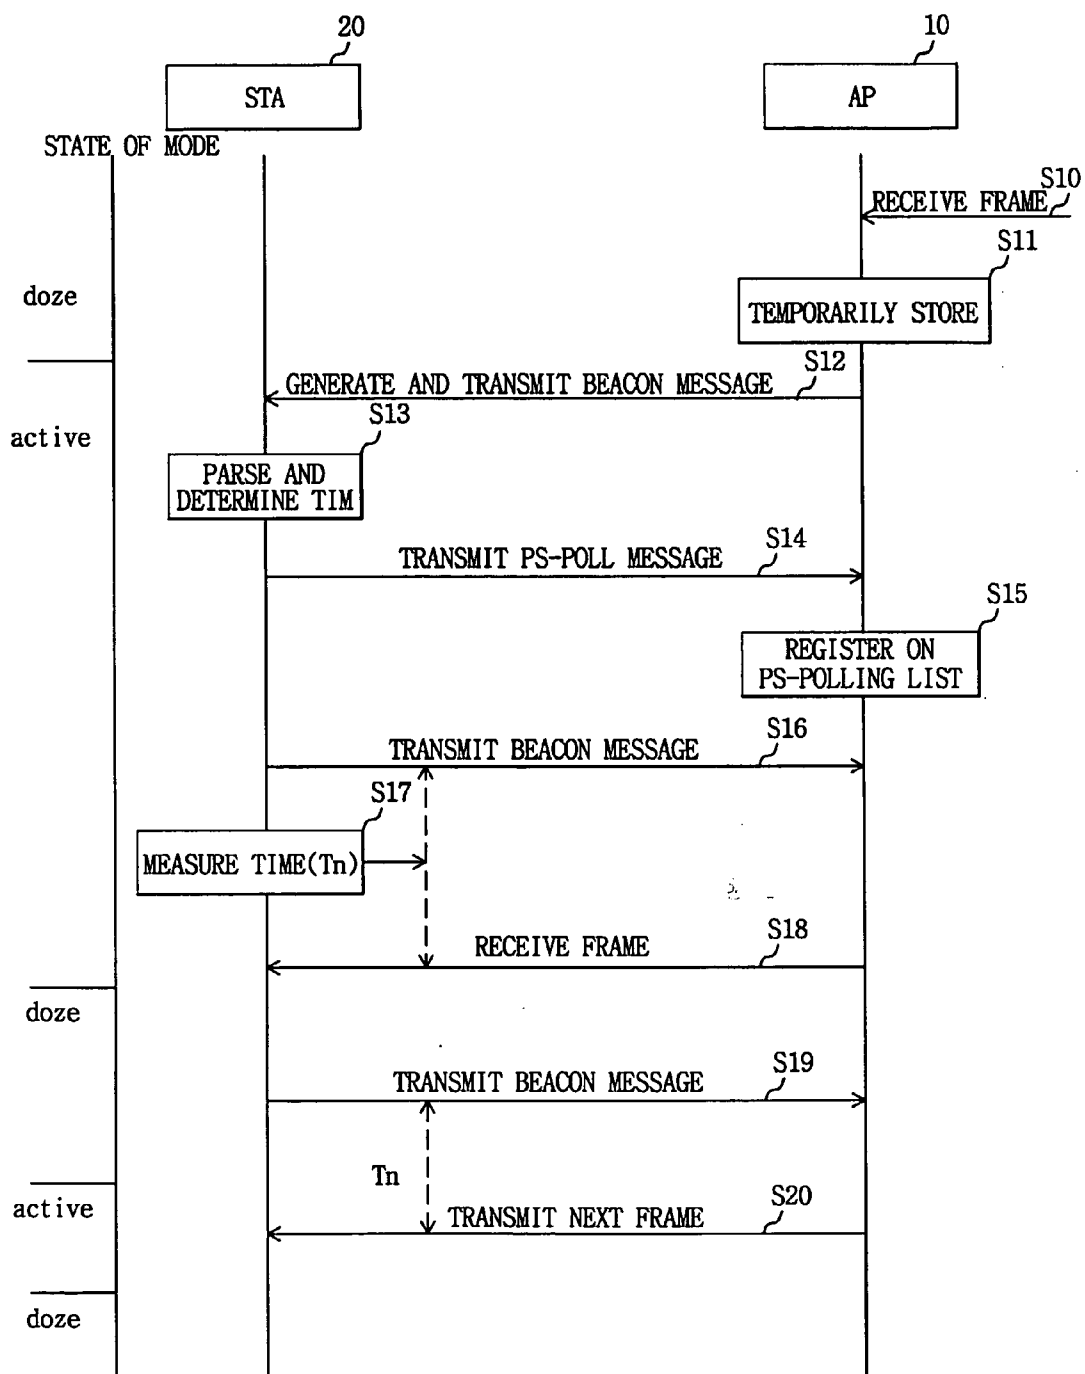 20
10
STA
AP
STATE OF MODE
S10
RECEIVE FRAME
S11
doze
TEMPORARILY STORE
S12
GENERATE AND TRANSMIT BEACON MESSAGE
S13
active
PARSE AND
DETERMINE TIM
S14
TRANSMIT PS-POLL MESSAGE
S15
REGISTER ON
PS-POLLING LIST
S16
TRANSMIT BEACON MESSAGE
S17
MEASURE TIME(Tn)
S18
RECEIVE FRAME
doze
S19
TRANSMIT BEACON MESSAGE
Tn
active
S20
TRANSMIT NEXT FRAME
doze